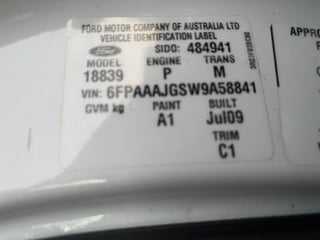 FORD MOTOR COMPANY OF AUSTRALIA LTD
VEHICLE IDENTIFICATION LABEL
Ford
SIDO: 484941
MODEL ENGINE TRANS
18839 P M
VIN: 6FPAAAJGSW9A58841
GVM kg PAINT BUILT
A1 Jul09
TRIM
C1